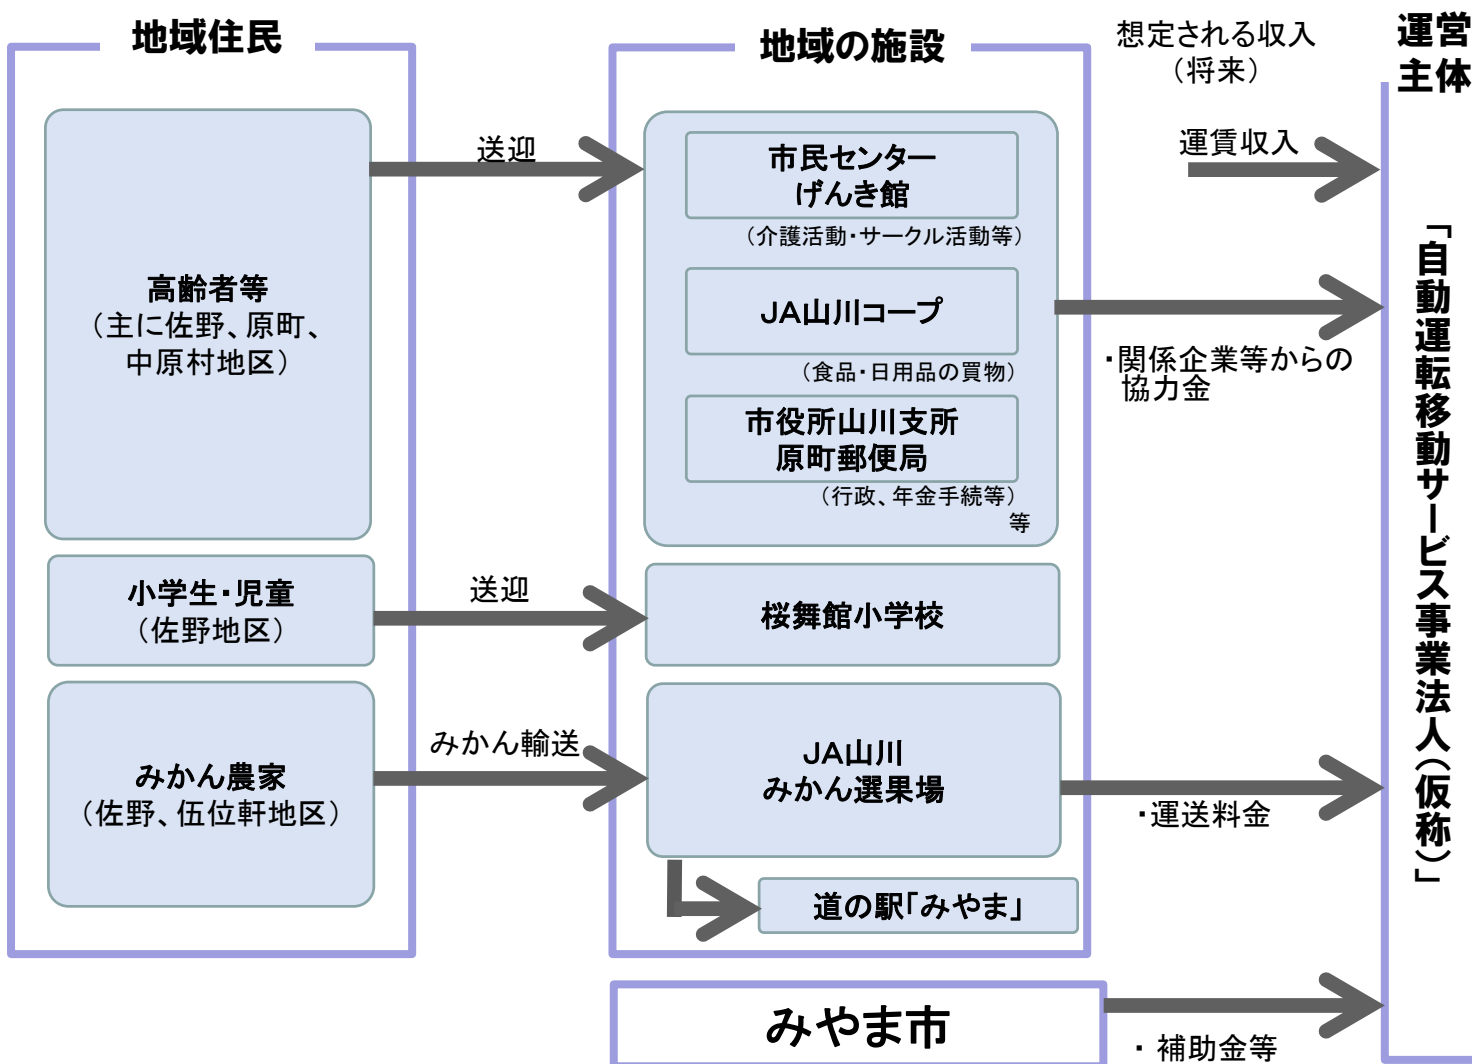 地域住民
高齢者等
（主に佐野、原町、
中原村地区）
小学生・児童
（佐野地区）
みかん農家
（佐野、伍位軒地区）
送迎
送迎
みかん輸送
地域の施設
市民センター
げんき館
（介護活動・サークル活動等）
JA山川コープ
（食品・日用品の買物）
市役所山川支所
原町郵便局
（行政、年金手続等）
等
桜舞館小学校
JA山川
みかん選果場
道の駅「みやま」
みやま市
想定される収入
（将来）
運賃収入
・関係企業等からの
協力金
・運送料金
・補助金等
運営
主体
「自動運転移動サービス事業法人（仮称）」